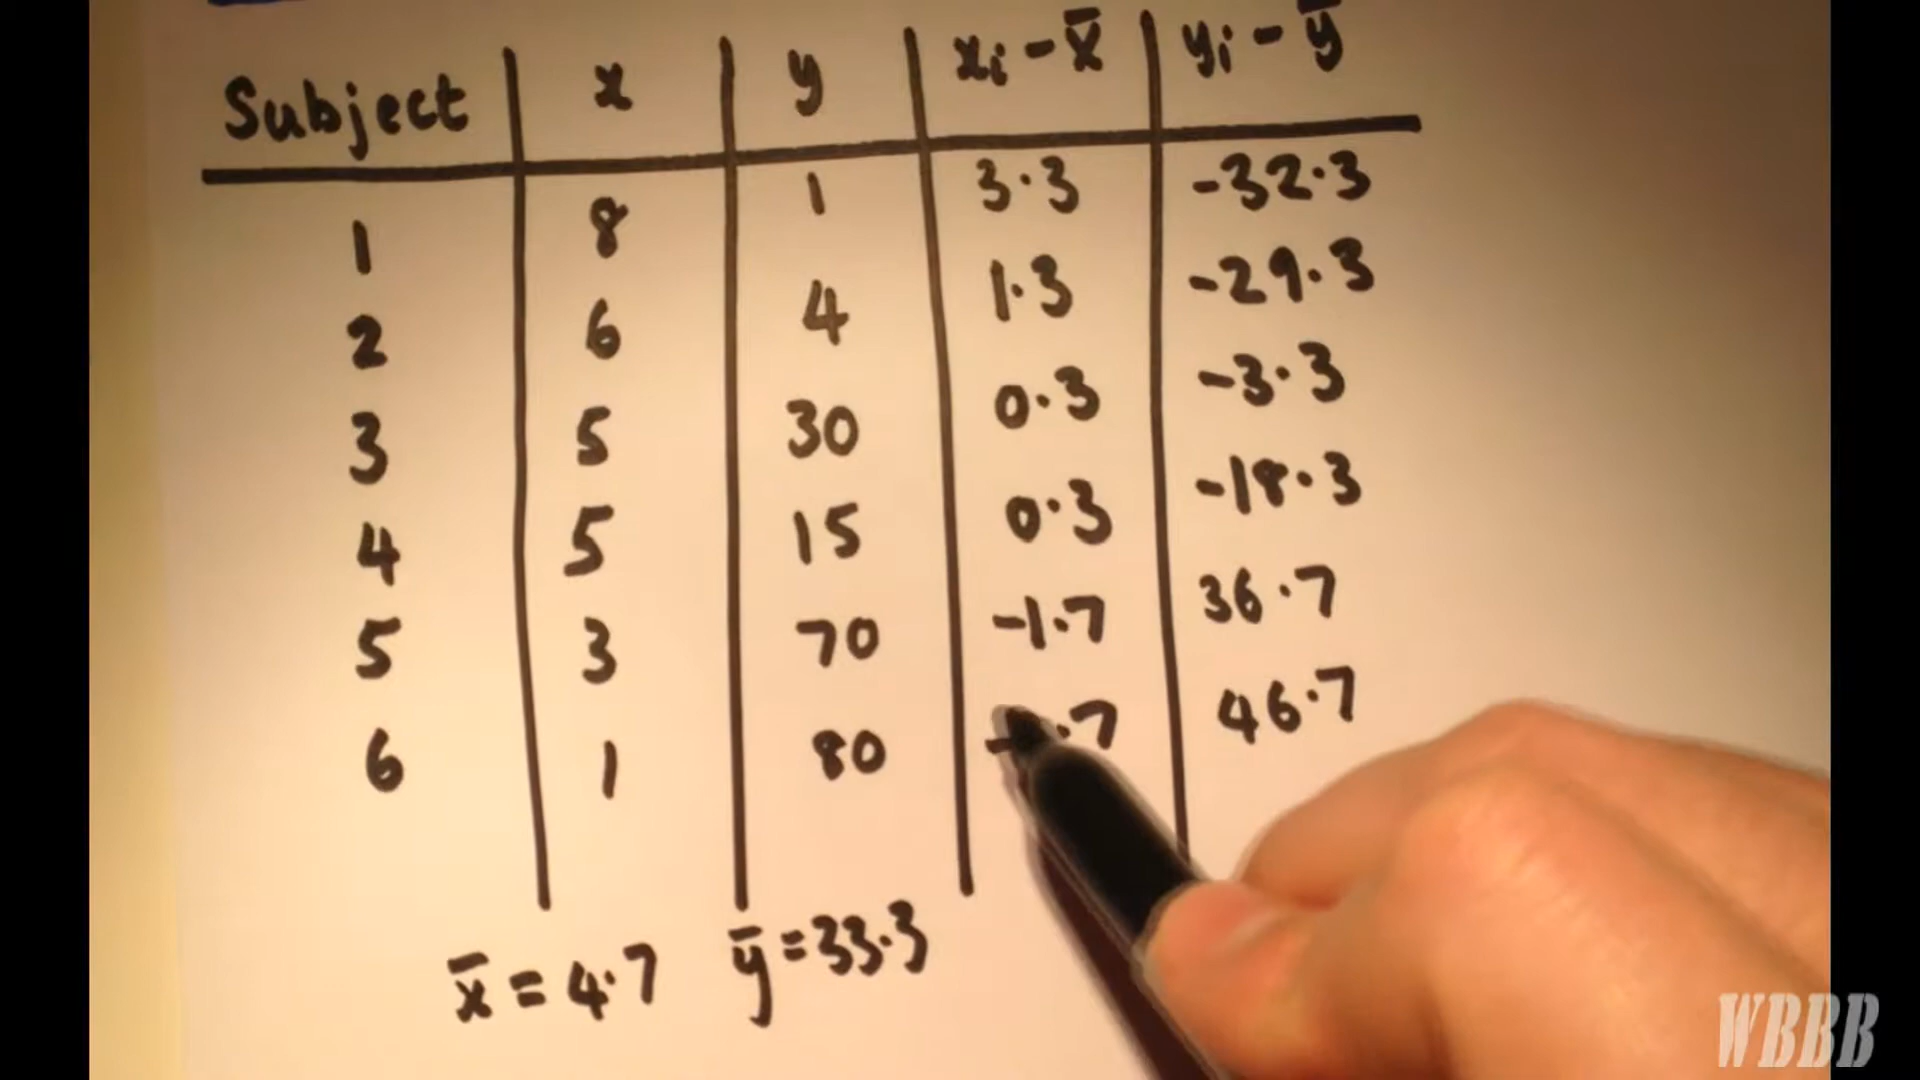 Subject x y xi - x̄ yi - ȳ
1 8 1 3·3 -32·3
2 6 4 1·3 -29·3
3 5 30 0·3 -3·3
4 5 15 0·3 -18·3
5 3 70 -1·7 36·7
6 1 80 46·7
x̄ = 4·7 ȳ = 33·3
WBBB